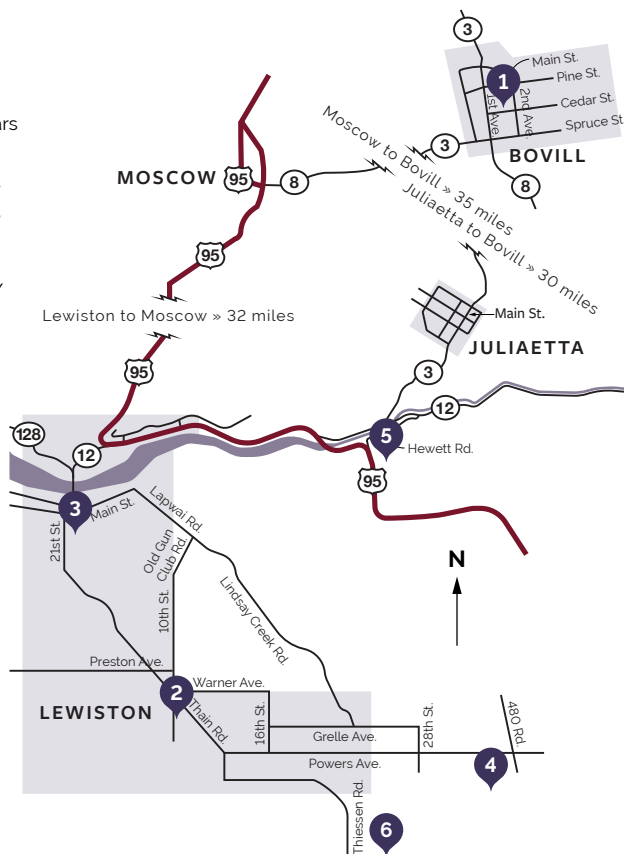 3
Main St.
1
Pine St.
1st Ave.
2nd Ave.
Cedar St.
Spruce St.
3
BOVILL
8
ars
Moscow to Bovill » 35 miles
MOSCOW
95
8
Juliaetta to Bovill » 30 miles
95
Lewiston to Moscow » 32 miles
Main St.
JULIAETTA
95
3
12
128
12
5
Hewett Rd.
95
3
Main St.
21st St.
Lapwai Rd.
Old Gun
Club Rd.
N
10th St.
Lindsay Creek Rd.
Preston Ave.
2
Warner Ave.
LEWISTON
Thain Rd.
16th St.
Grelle Ave.
28th St.
480 Rd.
Powers Ave.
4
Thiessen Rd.
6